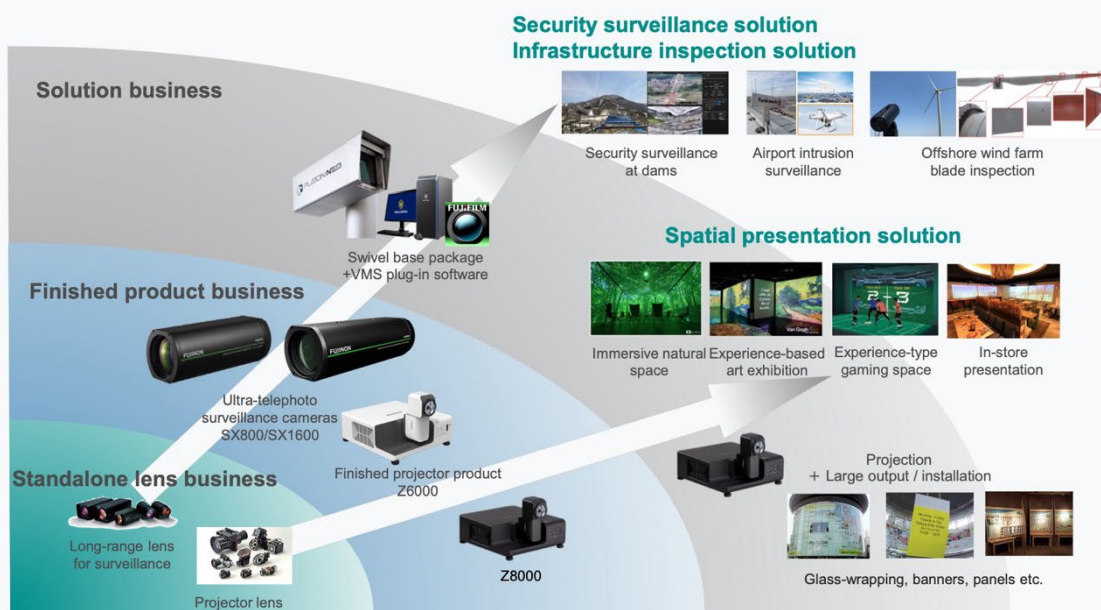 Security surveillance solution
Infrastructure inspection solution
Solution business
Security surveillance
at dams
Airport intrusion
surveillance
Offshore wind farm
blade inspection
FUJIFILM
Swivel base package
+VMS plug-in software
Spatial presentation solution
Finished product business
FUJINON
FUJINON
2-3
Van Gogh
Immersive natural
space
Experience-based
art exhibition
Experience-type
gaming space
In-store
presentation
Ultra-telephoto
surveillance cameras
SX800/SX1600
Standalone lens business
Finished projector product
Z6000
Projection
+ Large output / installation
Long-range lens
for surveillance
Z8000
Projector lens
Glass-wrapping, banners, panels etc.